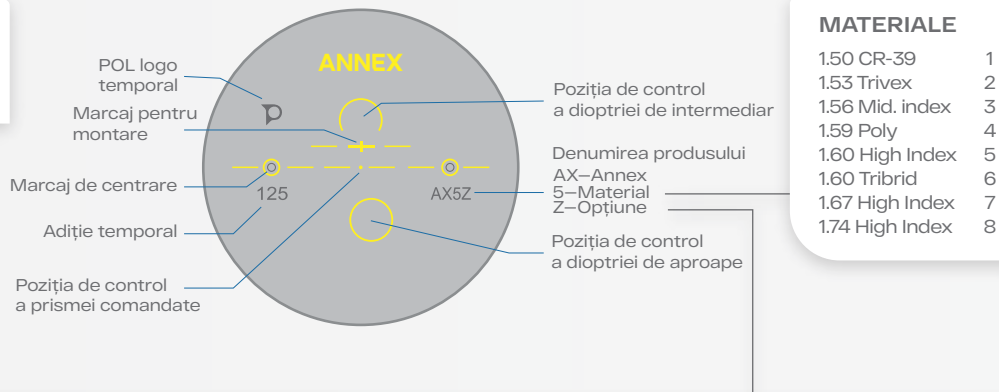 ANNEX
POL logo
temporal
Marcaj pentru
montare
Marcaj de centrare
125
Adiție temporal
Poziția de control
a prismei comandate
AX5Z
Poziția de control
a dioptriei de intermediar
Denumirea produsului
AX–Annex
5–Material
Z–Opțiune
Poziția de control
a dioptriei de aproape
MATERIALE
1.50 CR-39 1
1.53 Trivex 2
1.56 Mid. index 3
1.59 Poly 4
1.60 High Index 5
1.60 Tribrid 6
1.67 High Index 7
1.74 High Index 8